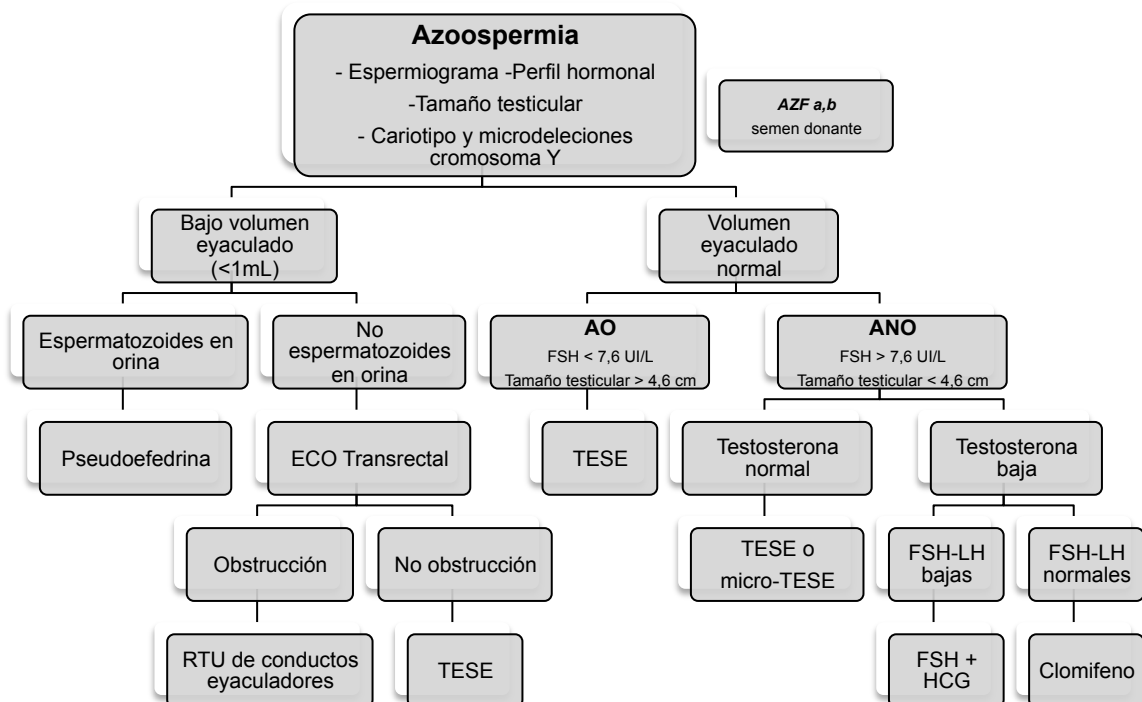 Azoospermia
- Espermiograma -Perfil hormonal
-Tamaño testicular
- Cariotipo y microdeleciones
cromosoma Y
AZF a,b
semen donante
Bajo volumen
eyaculado
(<1mL)
Volumen
eyaculado
normal
Espermatozoides en
orina
No
espermatozoides
en orina
AO
FSH < 7,6 UI/L
Tamaño testicular > 4,6 cm
ANO
FSH > 7,6 UI/L
Tamaño testicular < 4,6 cm
Pseudoefedrina
ECO Transrectal
TESE
Testosterona
normal
Testosterona
baja
Obstrucción
No obstrucción
TESE o
micro-TESE
FSH-LH
bajas
FSH-LH
normales
RTU de conductos
eyaculadores
TESE
FSH +
HCG
Clomifeno